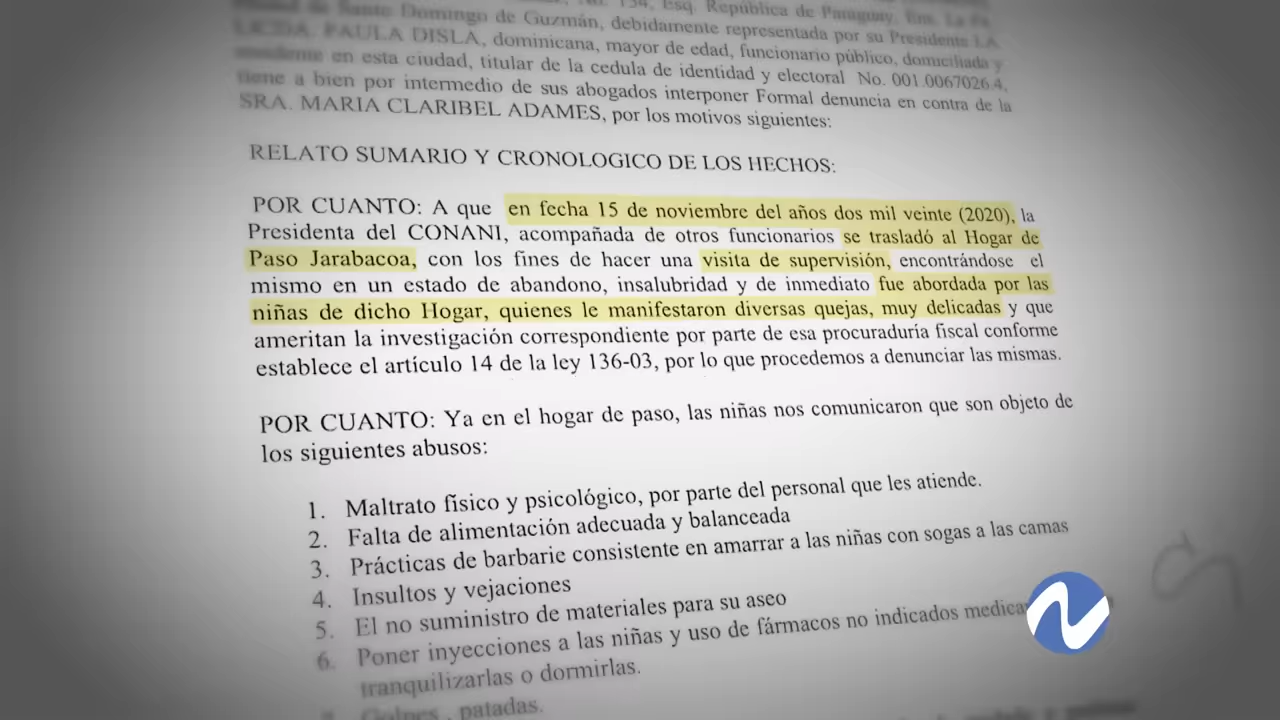 No. 134, Esq. República de Paraguay, Ens. La Fe,
de Santo Domingo de Guzmán, debidamente representada por su Presidente LA
LICDA. PAULA DISLA, dominicana, mayor de edad, funcionario público, domiciliada y
residente en esta ciudad, titular de la cedula de identidad y electoral No. 001.0067026.4,
tiene a bien por intermedio de sus abogados interponer Formal denuncia en contra de la
SRA. MARIA CLARIBEL ADAMES, por los motivos siguientes:
RELATO SUMARIO Y CRONOLOGICO DE LOS HECHOS:
POR CUANTO: A que en fecha 15 de noviembre del años dos mil veinte (2020), la
Presidenta del CONANI, acompañada de otros funcionarios se trasladó al Hogar de
Paso Jarabacoa, con los fines de hacer una visita de supervisión, encontrándose el
mismo en un estado de abandono, insalubridad y de inmediato fue abordada por las
niñas de dicho Hogar, quienes le manifestaron diversas quejas, muy delicadas y que
ameritan la investigación correspondiente por parte de esa procuraduría fiscal conforme
establece el artículo 14 de la ley 136-03, por lo que procedemos a denunciar las mismas.
POR CUANTO: Ya en el hogar de paso, las niñas nos comunicaron que son objeto de
los siguientes abusos:
1. Maltrato físico y psicológico, por parte del personal que les atiende.
2. Falta de alimentación adecuada y balanceada
3. Prácticas de barbarie consistente en amarrar a las niñas con sogas a las camas
4. Insultos y vejaciones
5. El no suministro de materiales para su aseo
6. Poner inyecciones a las niñas y uso de fármacos no indicados
tranquilizarlas o dormirlas.
Golpes, patadas.